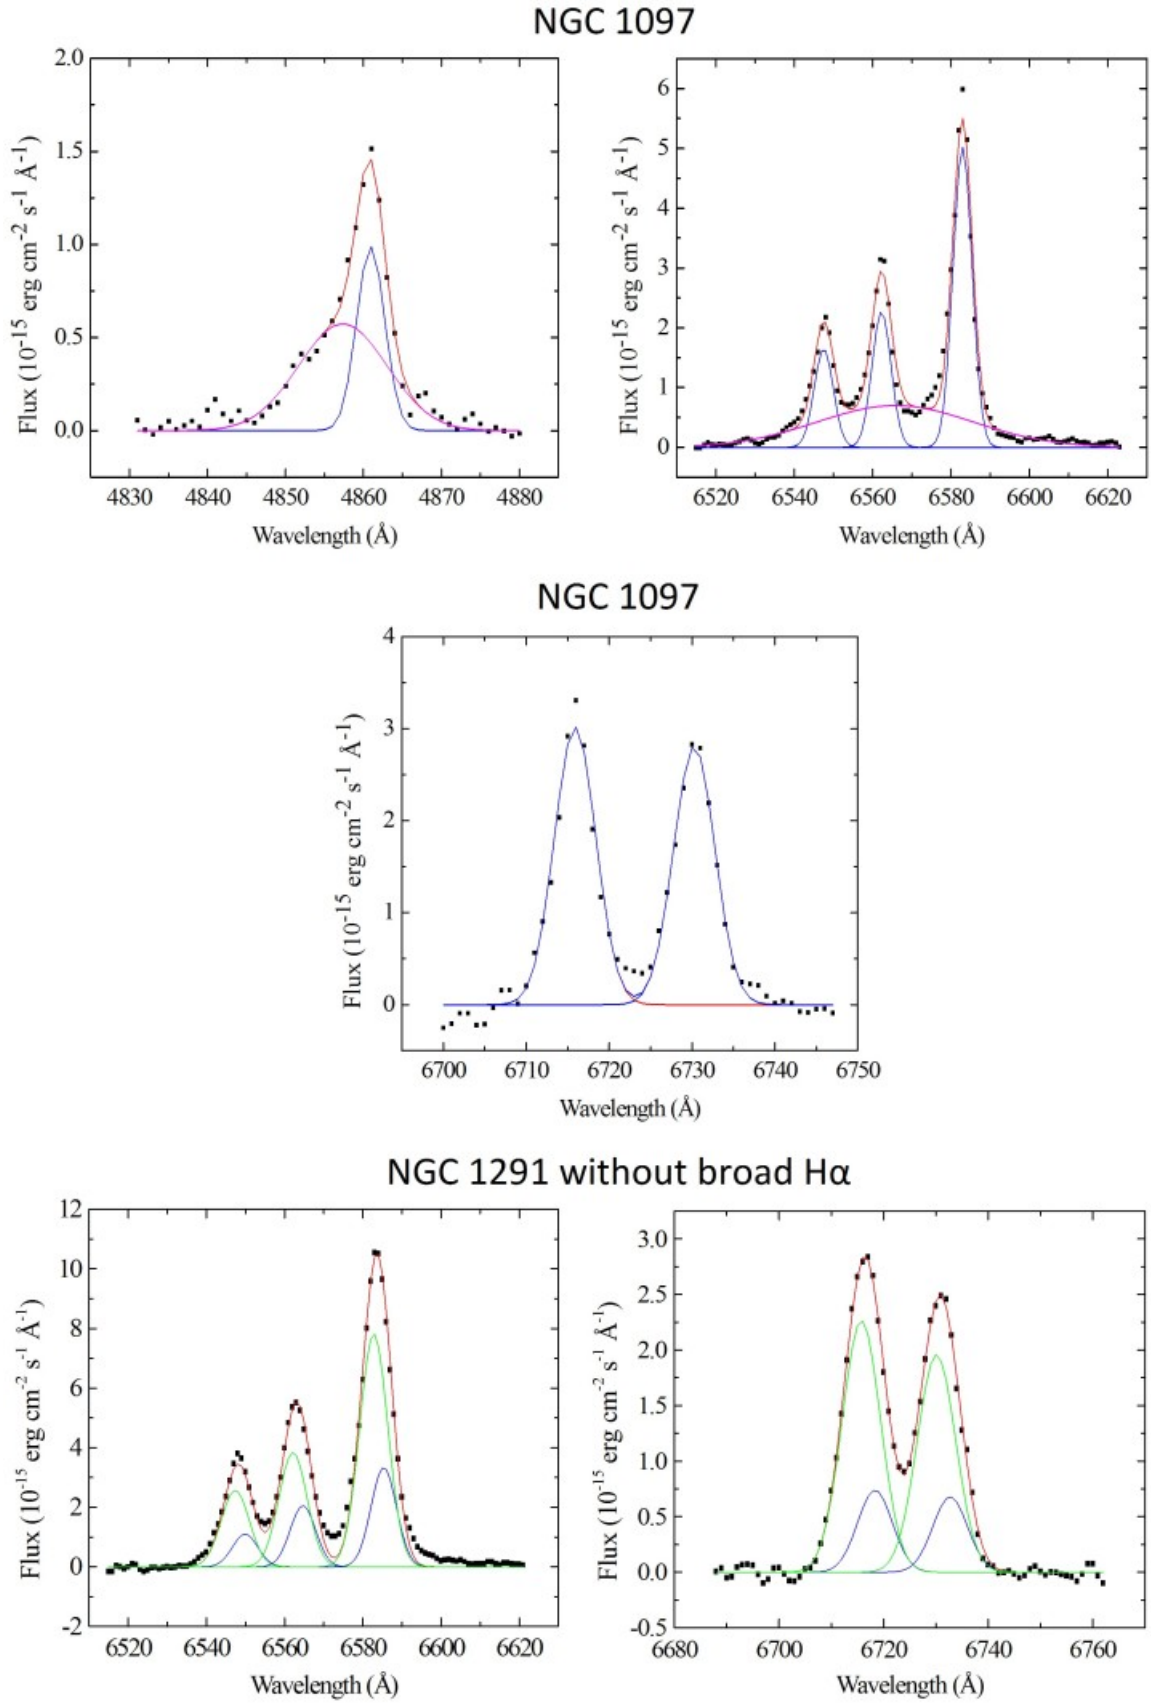 NGC 1097
2.0
1.5
1.0
0.5
0.0
4830 4840 4850 4860 4870 4880
Wavelength (Å)
Flux (10⁻¹⁵ erg cm⁻² s⁻¹ Å⁻¹)
6
5
4
3
2
1
0
6520 6540 6560 6580 6600 6620
Wavelength (Å)
Flux (10⁻¹⁵ erg cm⁻² s⁻¹ Å⁻¹)
NGC 1097
4
3
2
1
0
6700 6710 6720 6730 6740 6750
Wavelength (Å)
Flux (10⁻¹⁵ erg cm⁻² s⁻¹ Å⁻¹)
NGC 1291 without broad Hα
12
10
8
6
4
2
0
-2
6520 6540 6560 6580 6600 6620
Wavelength (Å)
Flux (10⁻¹⁵ erg cm⁻² s⁻¹ Å⁻¹)
3.0
2.5
2.0
1.5
1.0
0.5
0.0
-0.5
6680 6700 6720 6740 6760
Wavelength (Å)
Flux (10⁻¹⁵ erg cm⁻² s⁻¹ Å⁻¹)